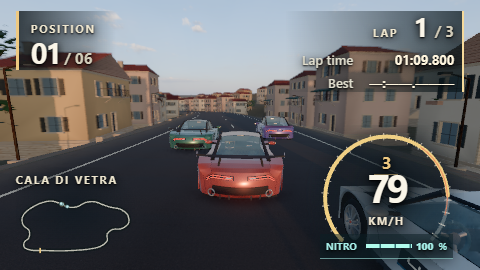 POSITION
01 / 06
LAP 1 / 3
Lap time 01:09.800
Best --:--.---
CALA DI VETRA
3
79
KM/H
NITRO 100 %